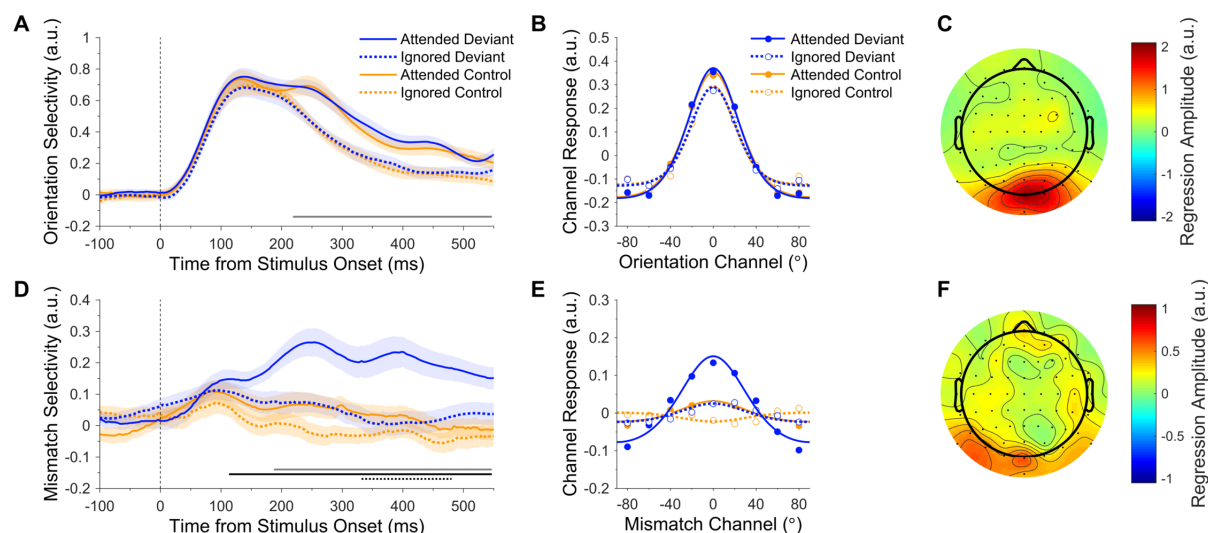 A
Orientation Selectivity (a.u.)
1
0.8
0.6
0.4
0.2
0
0.2
-100 0 100 200 300 400 500
Time from Stimulus Onset (ms)
Attended Deviant
Ignored Deviant
Attended Control
Ignored Control
B
Channel Response (a.u.)
0.5
0.4
0.3
0.2
0.1
0
-0.1
-0.2
-0.3
-80 -40 0 40 80
Orientation Channel (°)
Attended Deviant
Ignored Deviant
Attended Control
Ignored Control
C
2
1
0
-1
-2
Regression Amplitude (a.u.)
D
Mismatch Selectivity (a.u.)
0.4
0.3
0.2
0.1
0
-0.1
0.2
-100 0 100 200 300 400 500
Time from Stimulus Onset (ms)
E
Channel Response (a.u.)
0.3
0.2
0.1
0
-0.1
0.2
-80 -40 0 40 80
Mismatch Channel (°)
F
1
0.5
0
-0.5
-1
Regression Amplitude (a.u.)